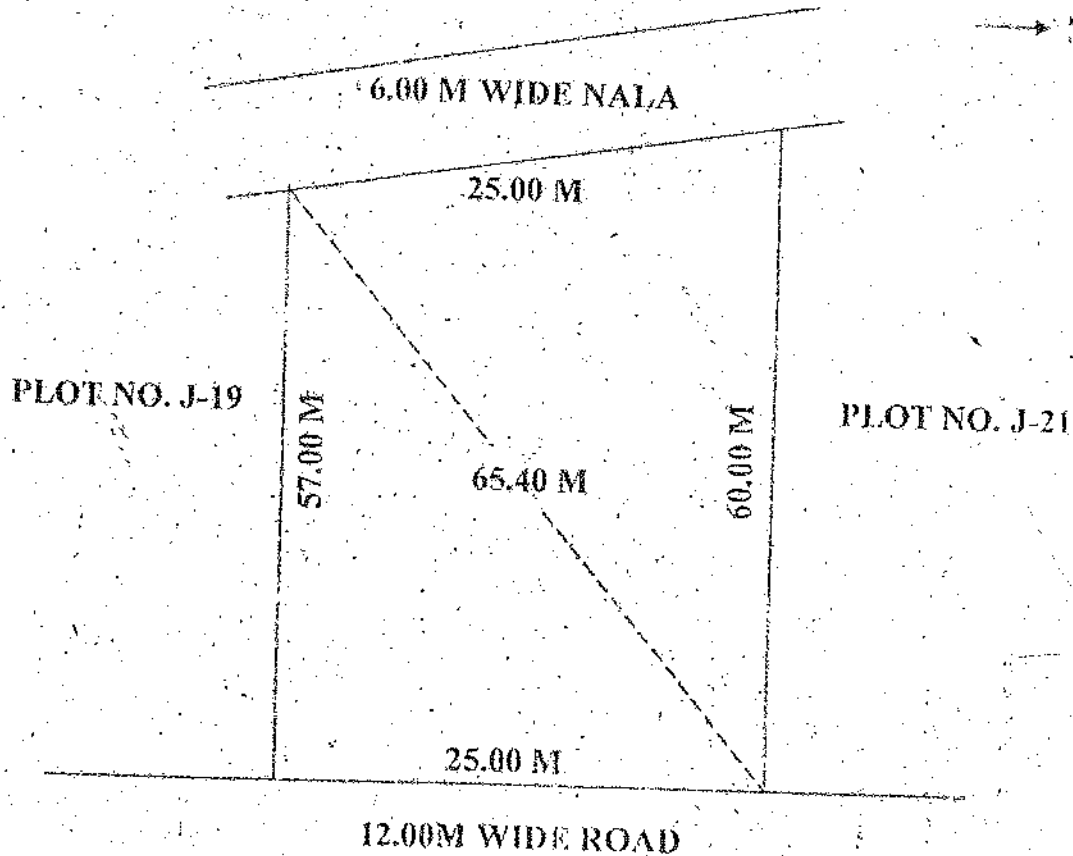 6.00 M WIDE NALA
25.00 M
PLOT NO. J-19
57.00 M
65.40 M
60.00 M
PLOT NO. J-21
25.00 M
12.00M WIDE ROAD